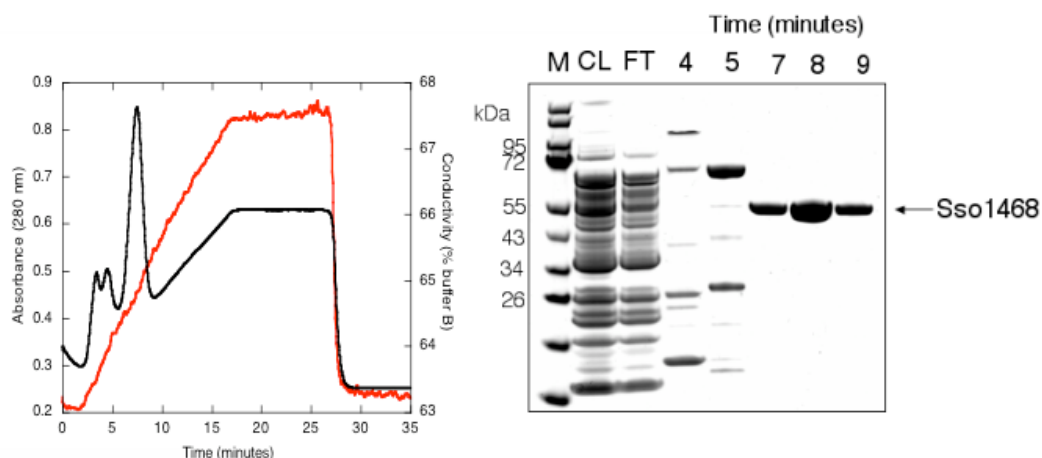 0.9
0.8
0.7
0.6
0.5
0.4
0.3
0.2
Absorbance (280 nm)
0 5 10 15 20 25 30 35
Time (minutes)
68
67
66
65
64
63
Conductivity (% buffer B)
Time (minutes)
M CL FT 4 5 7 8 9
kDa
95
72
55
43
34
26
Sso1468